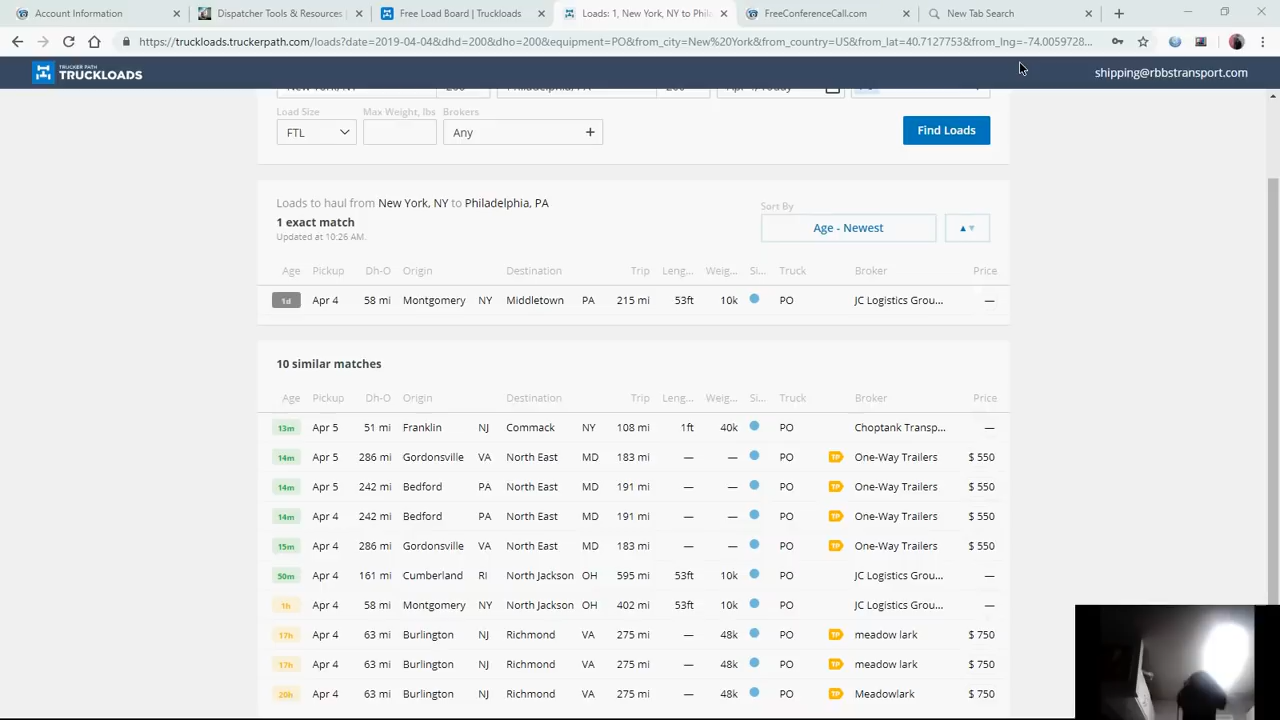 Account Information
Dispatcher Tools & Resources
Free Load Board | Truckloads
Loads: 1, New York, NY to Phila
FreeConferenceCall.com
New Tab Search
https://truckloads.truckerpath.com/loads?date=2019-04-04&dhd=200&dho=200&equipment=PO&from_city=New%20York&from_country=US&from_lat=40.7127753&from_lng=-74.0059728...
TRUCKER PATH
TRUCKLOADS
shipping@rbbstransport.com
Load Size Max Weight, lbs Brokers
FTL Any + Find Loads
Loads to haul from New York, NY to Philadelphia, PA
1 exact match
Updated at 10:26 AM.
Sort By
Age - Newest
Age Pickup Dh-O Origin Destination Trip Leng... Weig... Si... Truck Broker Price
1d Apr 4 58 mi Montgomery NY Middletown PA 215 mi 53ft 10k PO JC Logistics Grou... —
10 similar matches
Age Pickup Dh-O Origin Destination Trip Leng... Weig... Si... Truck Broker Price
13m Apr 5 51 mi Franklin NJ Commack NY 108 mi 1ft 40k PO Choptank Transp... —
14m Apr 5 286 mi Gordonsville VA North East MD 183 mi — — PO TP One-Way Trailers $ 550
14m Apr 5 242 mi Bedford PA North East MD 191 mi — — PO TP One-Way Trailers $ 550
14m Apr 4 242 mi Bedford PA North East MD 191 mi — — PO TP One-Way Trailers $ 550
15m Apr 4 286 mi Gordonsville VA North East MD 183 mi — — PO TP One-Way Trailers $ 550
50m Apr 4 161 mi Cumberland RI North Jackson OH 595 mi 53ft 10k PO JC Logistics Grou... —
1h Apr 4 58 mi Montgomery NY North Jackson OH 402 mi 53ft 10k PO JC Logistics Grou... —
17h Apr 4 63 mi Burlington NJ Richmond VA 275 mi — 48k PO TP meadow lark $ 750
17h Apr 4 63 mi Burlington NJ Richmond VA 275 mi — 48k PO TP meadow lark $ 750
20h Apr 4 63 mi Burlington NJ Richmond VA 275 mi — 48k PO TP Meadowlark $ 750